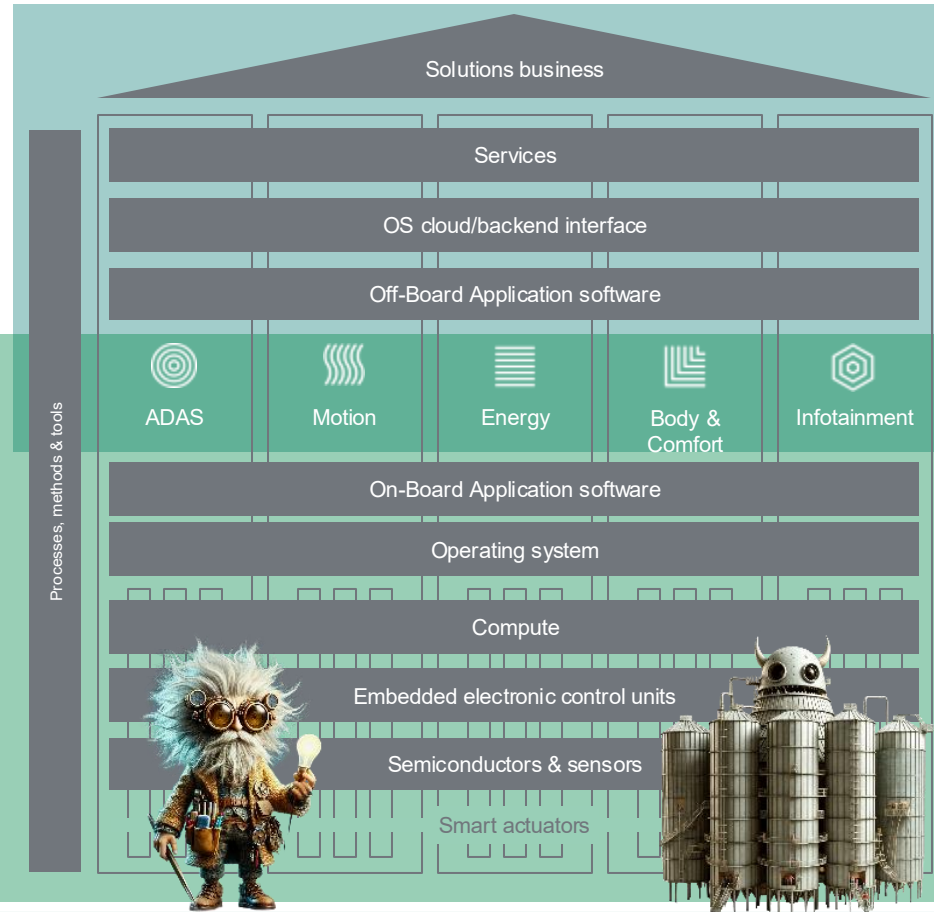 Solutions business
Services
OS cloud/backend interface
Off-Board Application software
ADAS
Motion
Energy
Body &
Comfort
Infotainment
Processes, methods & tools
On-Board Application software
Operating system
Compute
Embedded electronic control units
Semiconductors & sensors
Smart actuators